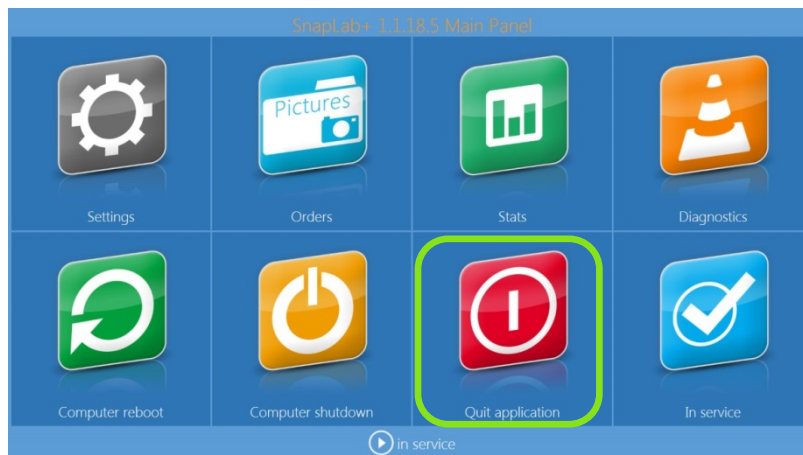 SnapLab+ 1.1.18.5 Main Panel
Pictures
Settings
Orders
Stats
Diagnostics
Computer reboot
Computer shutdown
Quit application
In service
in service